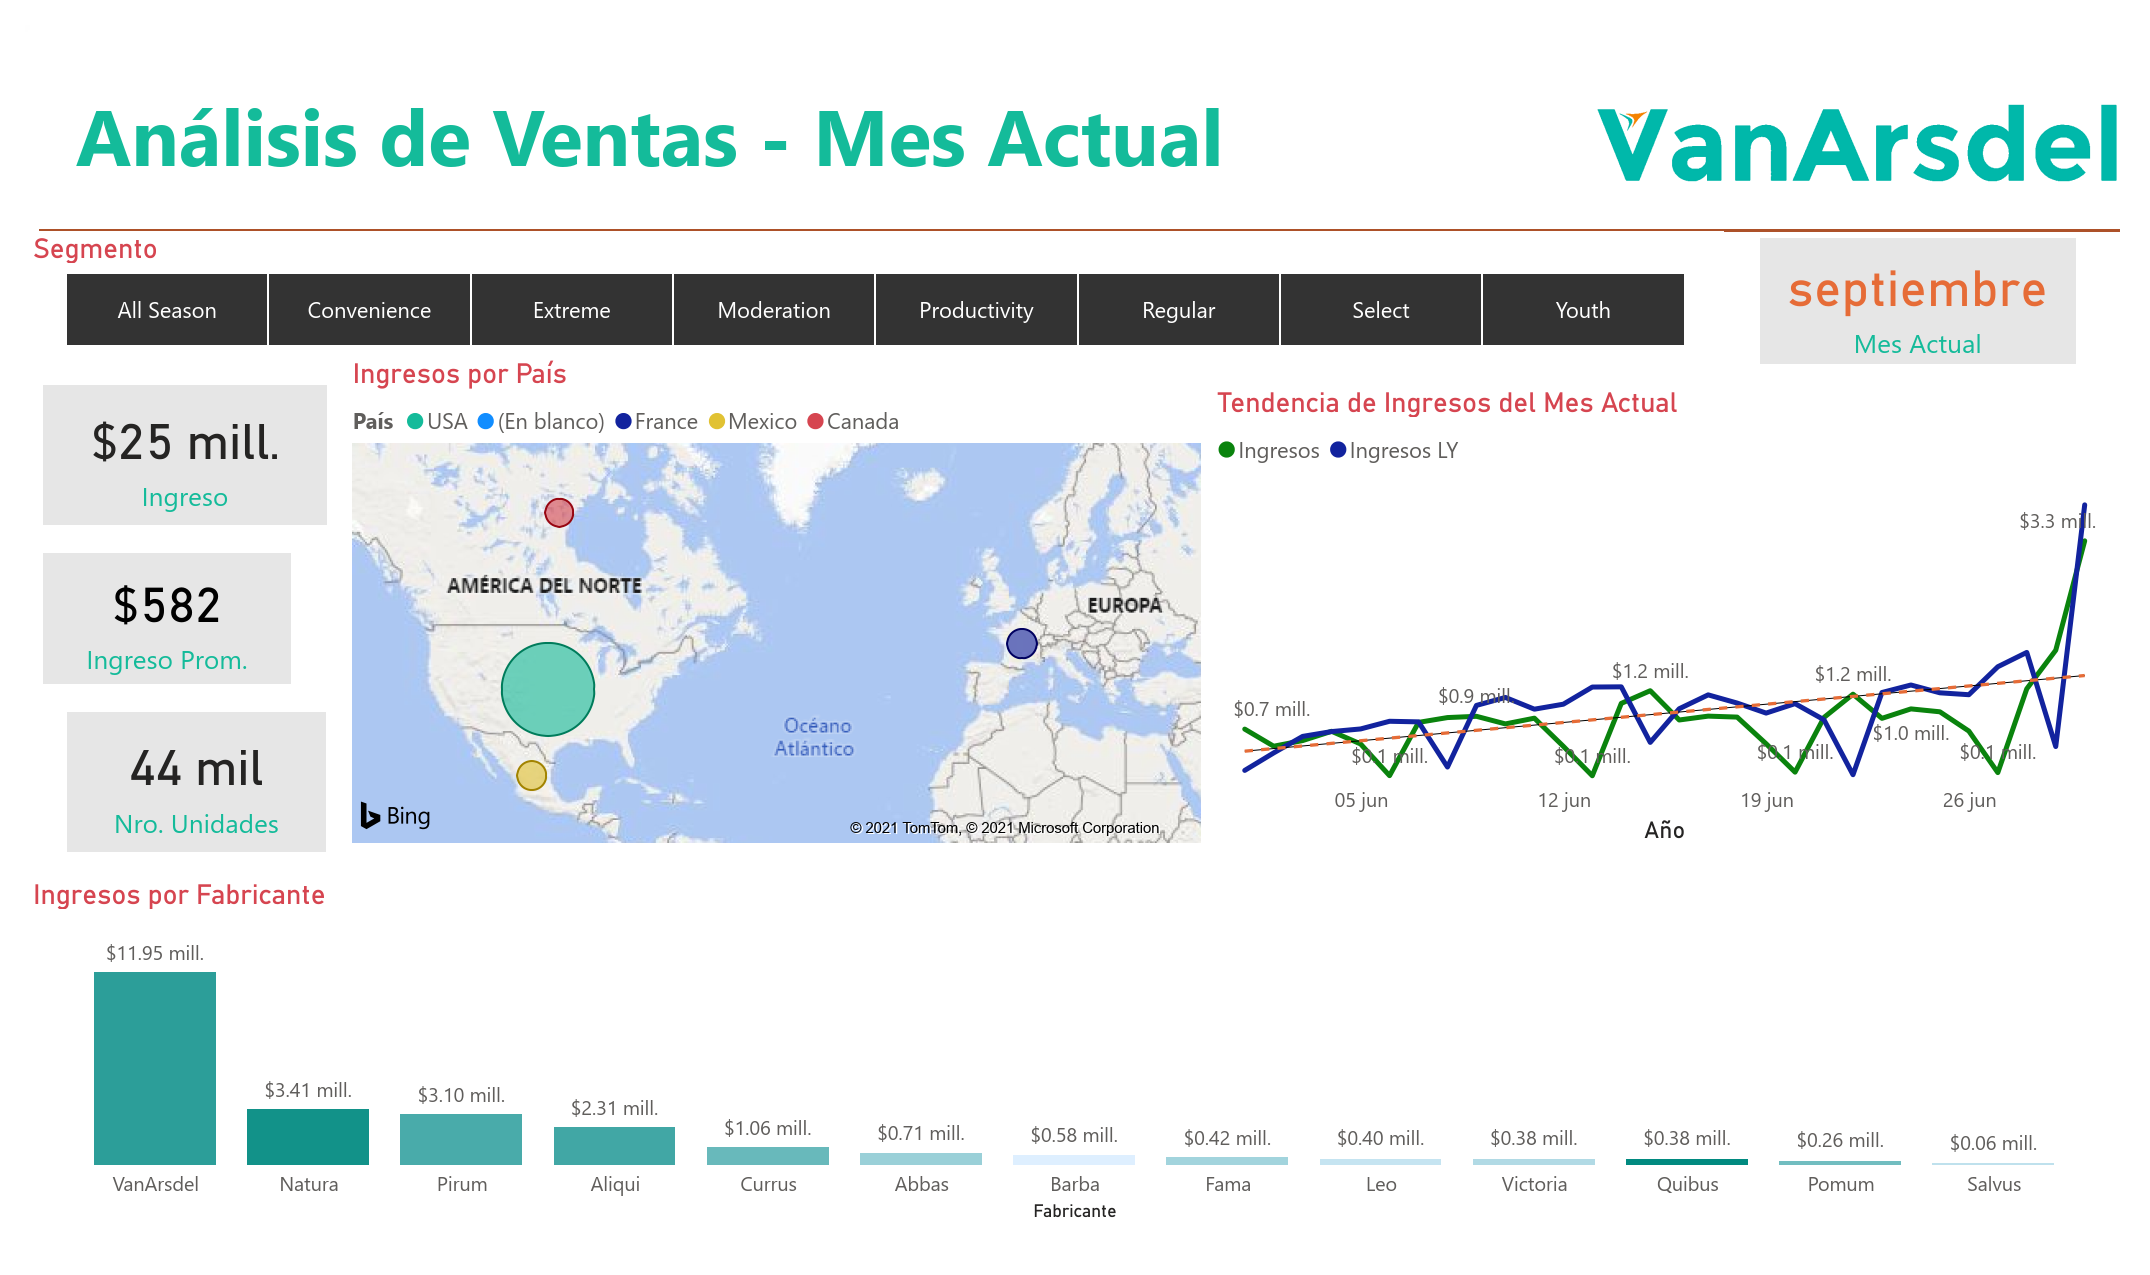 Análisis de Ventas - Mes Actual
VanArsdel
Segmento
All Season
Convenience
Extreme
Moderation
Productivity
Regular
Select
Youth
septiembre
Mes Actual
$25 mill.
Ingreso
$582
Ingreso Prom.
44 mil
Nro. Unidades
Ingresos por País
País USA (En blanco) France Mexico Canada
AMÉRICA DEL NORTE
EUROPA
Océano
Atlántico
Bing
© 2021 TomTom, © 2021 Microsoft Corporation
Tendencia de Ingresos del Mes Actual
Ingresos Ingresos LY
$3.3 mill.
$1.2 mill.
$1.2 mill.
$0.9 mill.
$0.7 mill.
$1.0 mill.
$0.1 mill.
$0.1 mill.
$0.1 mill.
$0.1 mill.
05 jun
12 jun
19 jun
26 jun
Año
Ingresos por Fabricante
$11.95 mill.
$3.41 mill.
$3.10 mill.
$2.31 mill.
$1.06 mill.
$0.71 mill.
$0.58 mill.
$0.42 mill.
$0.40 mill.
$0.38 mill.
$0.38 mill.
$0.26 mill.
$0.06 mill.
VanArsdel
Natura
Pirum
Aliqui
Currus
Abbas
Barba
Fama
Leo
Victoria
Quibus
Pomum
Salvus
Fabricante